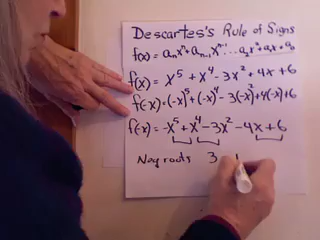 Descartes's Rule of Signs
f(x) = aₙxⁿ + aₙ₋₁xⁿ⁻¹ ... a₂x² + a₁x + a₀
f(x) = x⁵ + x⁴ - 3x² + 4x + 6
f(-x) = (-x)⁵ + (-x)⁴ - 3(-x)² + 4(-x) + 6
f(-x) = -x⁵ + x⁴ - 3x² - 4x + 6
Neg roots 3